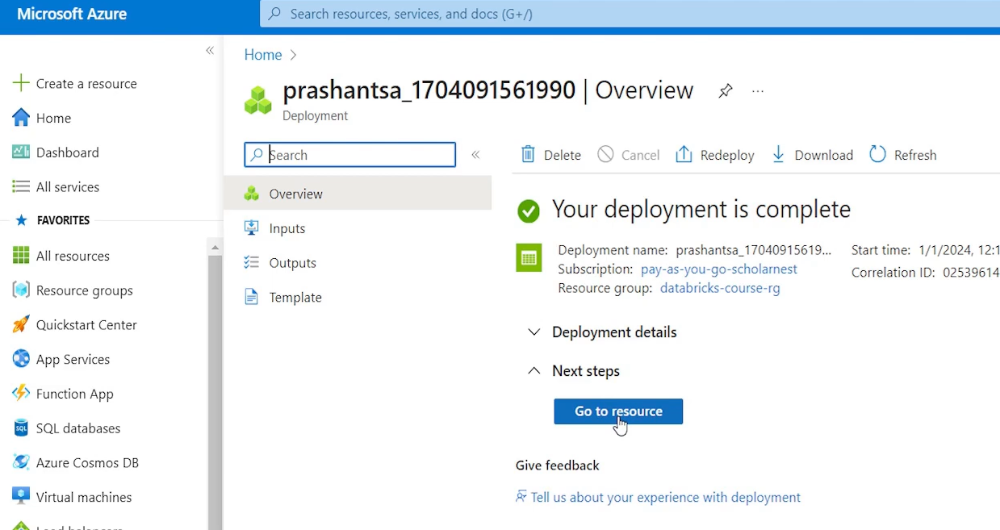 Microsoft Azure
Search resources, services, and docs (G+/)
Create a resource
Home
Dashboard
All services
FAVORITES
All resources
Resource groups
Quickstart Center
App Services
Function App
SQL databases
Azure Cosmos DB
Virtual machines
Home
prashantsa_1704091561990 | Overview
Deployment
Search
Overview
Inputs
Outputs
Template
Delete Cancel Redeploy Download Refresh
Your deployment is complete
Deployment name: prashantsa_17040915619... Start time: 1/1/2024, 12:1
Subscription: pay-as-you-go-scholarnest Correlation ID: 02539614
Resource group: databricks-course-rg
Deployment details
Next steps
Go to resource
Give feedback
Tell us about your experience with deployment